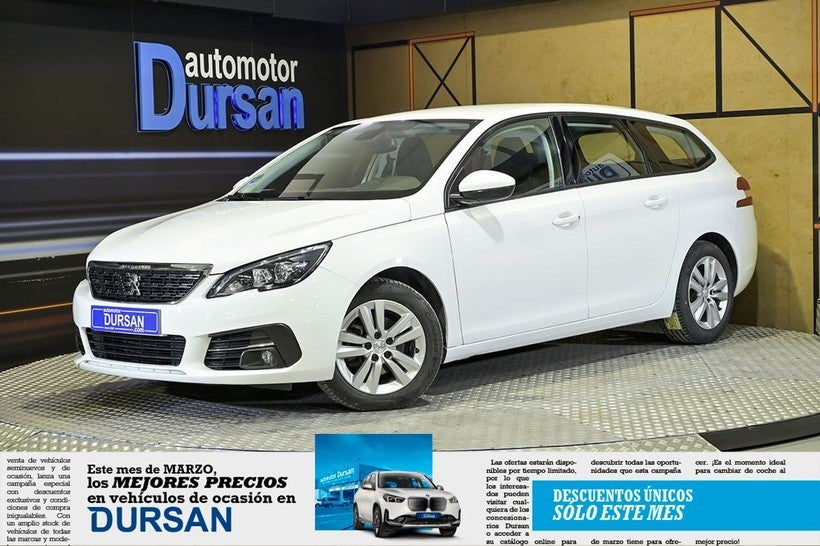 automotor
Dursan
automotor
DURSAN
.com
venta de vehículos
seminuevos y de
ocasión, lanza una
campaña especial
con descuentos
exclusivos y condi-
ciones de compra
inigualables. Con
un amplio stock de
vehículos de todas
las marcas y mode-
Este mes de MARZO,
los MEJORES PRECIOS
en vehículos de ocasión en
DURSAN
automotor Dursan
Las ofertas estarán dispo-
nibles por tiempo limitado,
por lo que
los interesa-
dos pueden
visitar cual-
quiera de los
concesiona-
rios Dursan
o acceder a
su catálogo online para
descubrir todas las oportu-
nidades que esta campaña
de marzo tiene para ofre-
cer. ¡Es el momento ideal
para cambiar de coche al
mejor precio!
DESCUENTOS ÚNICOS
SÓLO ESTE MES